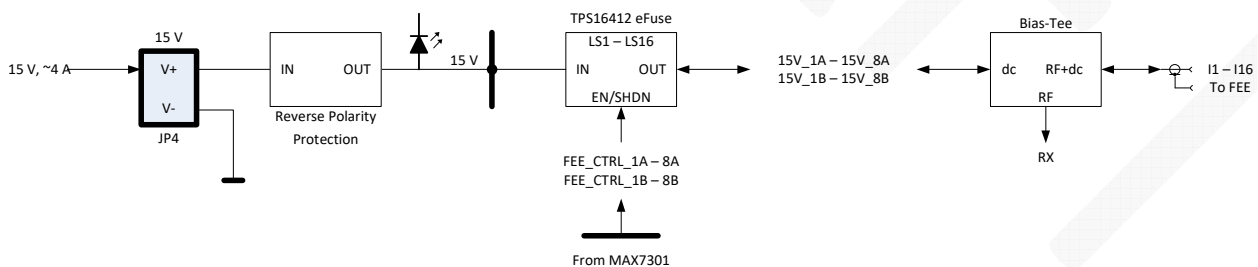 15 V, ~4 A
15 V
V+
V-
JP4
IN
OUT
Reverse Polarity
Protection
15 V
TPS16412 eFuse
LS1 – LS16
IN
OUT
EN/SHDN
FEE_CTRL_1A – 8A
FEE_CTRL_1B – 8B
From MAX7301
15V_1A – 15V_8A
15V_1B – 15V_8B
Bias-Tee
dc
RF+dc
RF
RX
I1 – I16
To FEE